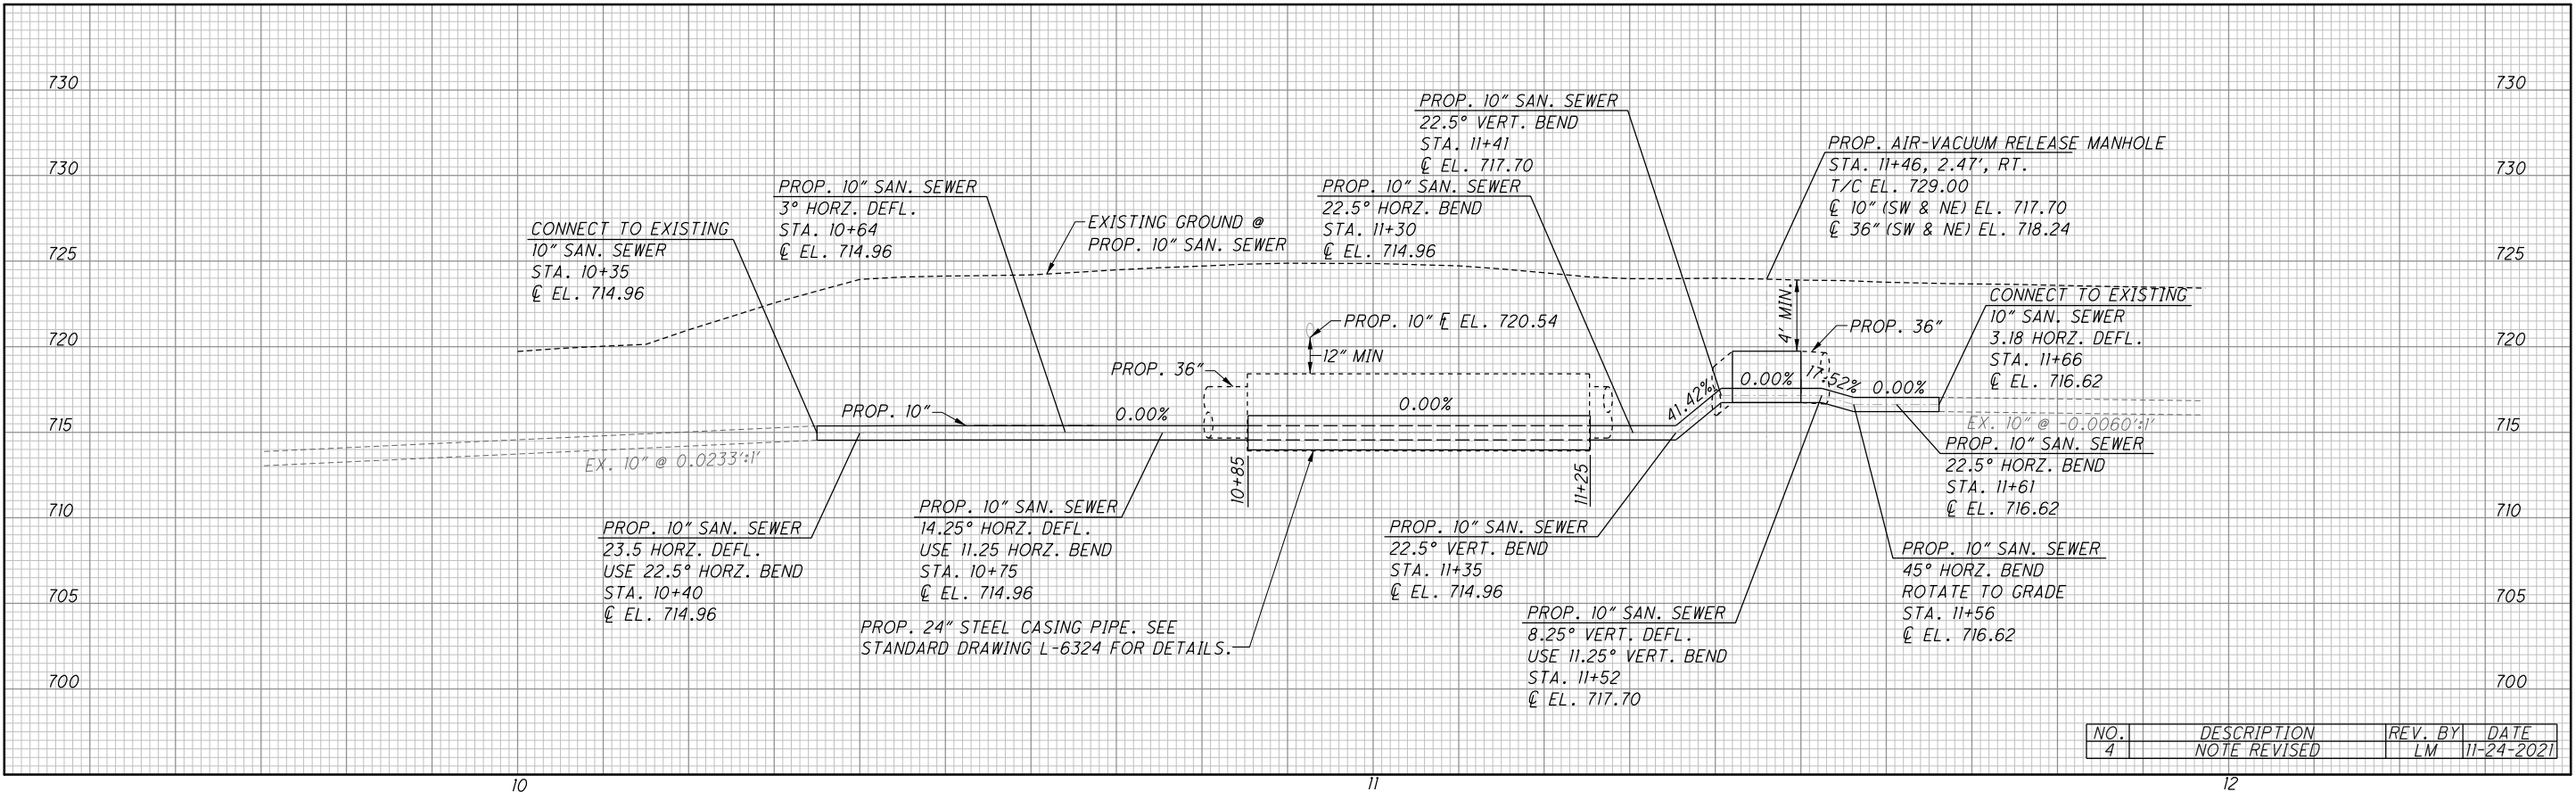 730
730
PROP. 10" SAN. SEWER
22.5° VERT. BEND
STA. 11+41
℄ EL. 717.70
PROP. AIR-VACUUM RELEASE MANHOLE
STA. 11+46, 2.47', RT.
T/C EL. 729.00
℄ 10" (SW & NE) EL. 717.70
℄ 36" (SW & NE) EL. 718.24
730
730
PROP. 10" SAN. SEWER
3° HORZ. DEFL.
STA. 10+64
℄ EL. 714.96
PROP. 10" SAN. SEWER
22.5° HORZ. BEND
STA. 11+30
℄ EL. 714.96
EXISTING GROUND @
PROP. 10" SAN. SEWER
CONNECT TO EXISTING
10" SAN. SEWER
STA. 10+35
℄ EL. 714.96
725
725
4' MIN.
CONNECT TO EXISTING
10" SAN. SEWER
3.18 HORZ. DEFL.
STA. 11+66
℄ EL. 716.62
PROP. 10" ℄ EL. 720.54
PROP. 36"
720
720
12" MIN
PROP. 36"
PROP. 10"
0.00%
0.00%
41.42%
0.00%
17.52%
0.00%
715
715
EX. 10" @ -0.0060':1'
EX. 10" @ 0.0233':1'
PROP. 10" SAN. SEWER
22.5° HORZ. BEND
STA. 11+61
℄ EL. 716.62
10+85
11+25
710
710
PROP. 10" SAN. SEWER
23.5 HORZ. DEFL.
USE 22.5° HORZ. BEND
STA. 10+40
℄ EL. 714.96
PROP. 10" SAN. SEWER
14.25° HORZ. DEFL.
USE 11.25 HORZ. BEND
STA. 10+75
℄ EL. 714.96
PROP. 10" SAN. SEWER
22.5° VERT. BEND
STA. 11+35
℄ EL. 714.96
PROP. 10" SAN. SEWER
45° HORZ. BEND
ROTATE TO GRADE
STA. 11+56
℄ EL. 716.62
705
705
PROP. 24" STEEL CASING PIPE. SEE
STANDARD DRAWING L-6324 FOR DETAILS.
PROP. 10" SAN. SEWER
8.25° VERT. DEFL.
USE 11.25° VERT. BEND
STA. 11+52
℄ EL. 717.70
700
700
NO. DESCRIPTION REV. BY DATE
4 NOTE REVISED LM 11-24-2021
10 11 12